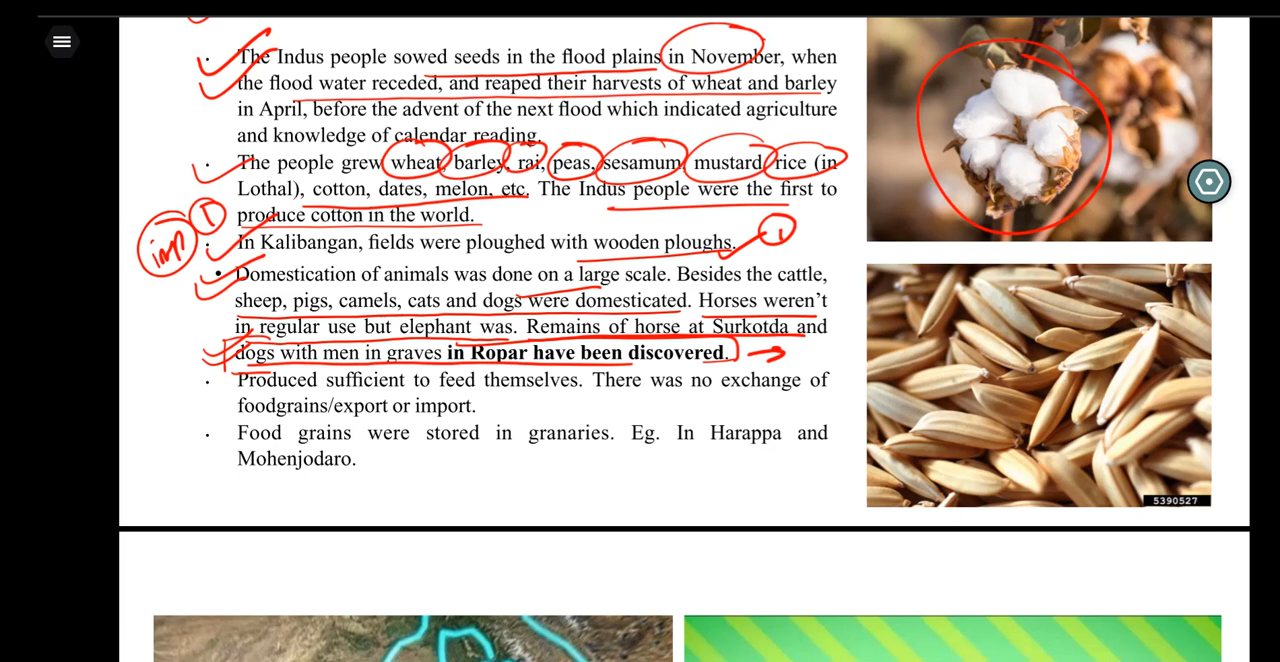 The Indus people sowed seeds in the flood plains in November, when
the flood water receded, and reaped their harvests of wheat and barley
in April, before the advent of the next flood which indicated agriculture
and knowledge of calendar reading.
The people grew wheat, barley, rai, peas, sesamum, mustard, rice (in
Lothal), cotton, dates, melon, etc. The Indus people were the first to
produce cotton in the world.
1
imp
In Kalibangan, fields were ploughed with wooden ploughs.
1
• Domestication of animals was done on a large scale. Besides the cattle,
sheep, pigs, camels, cats and dogs were domesticated. Horses weren't
in regular use but elephant was. Remains of horse at Surkotda and
dogs with men in graves in Ropar have been discovered.
· Produced sufficient to feed themselves. There was no exchange of
foodgrains/export or import.
· Food grains were stored in granaries. Eg. In Harappa and
Mohenjodaro.
5390527